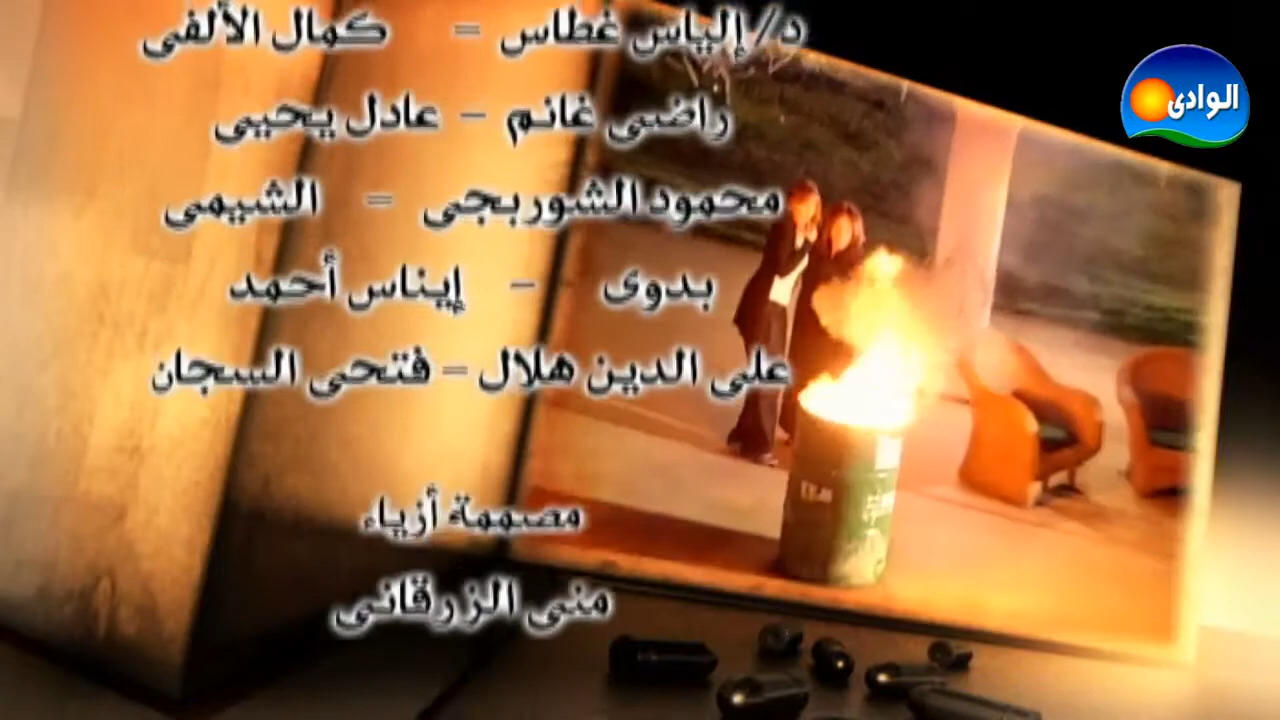 د/إلياس غطاس = كمال الألفى
راضى غانم - عادل يحيى
محمود الشوربجى = الشيمى
بدوى - إيناس أحمد
على الدين هلال - فتحى السجان
مصممة أزياء
منى الزرقانى
الوادى